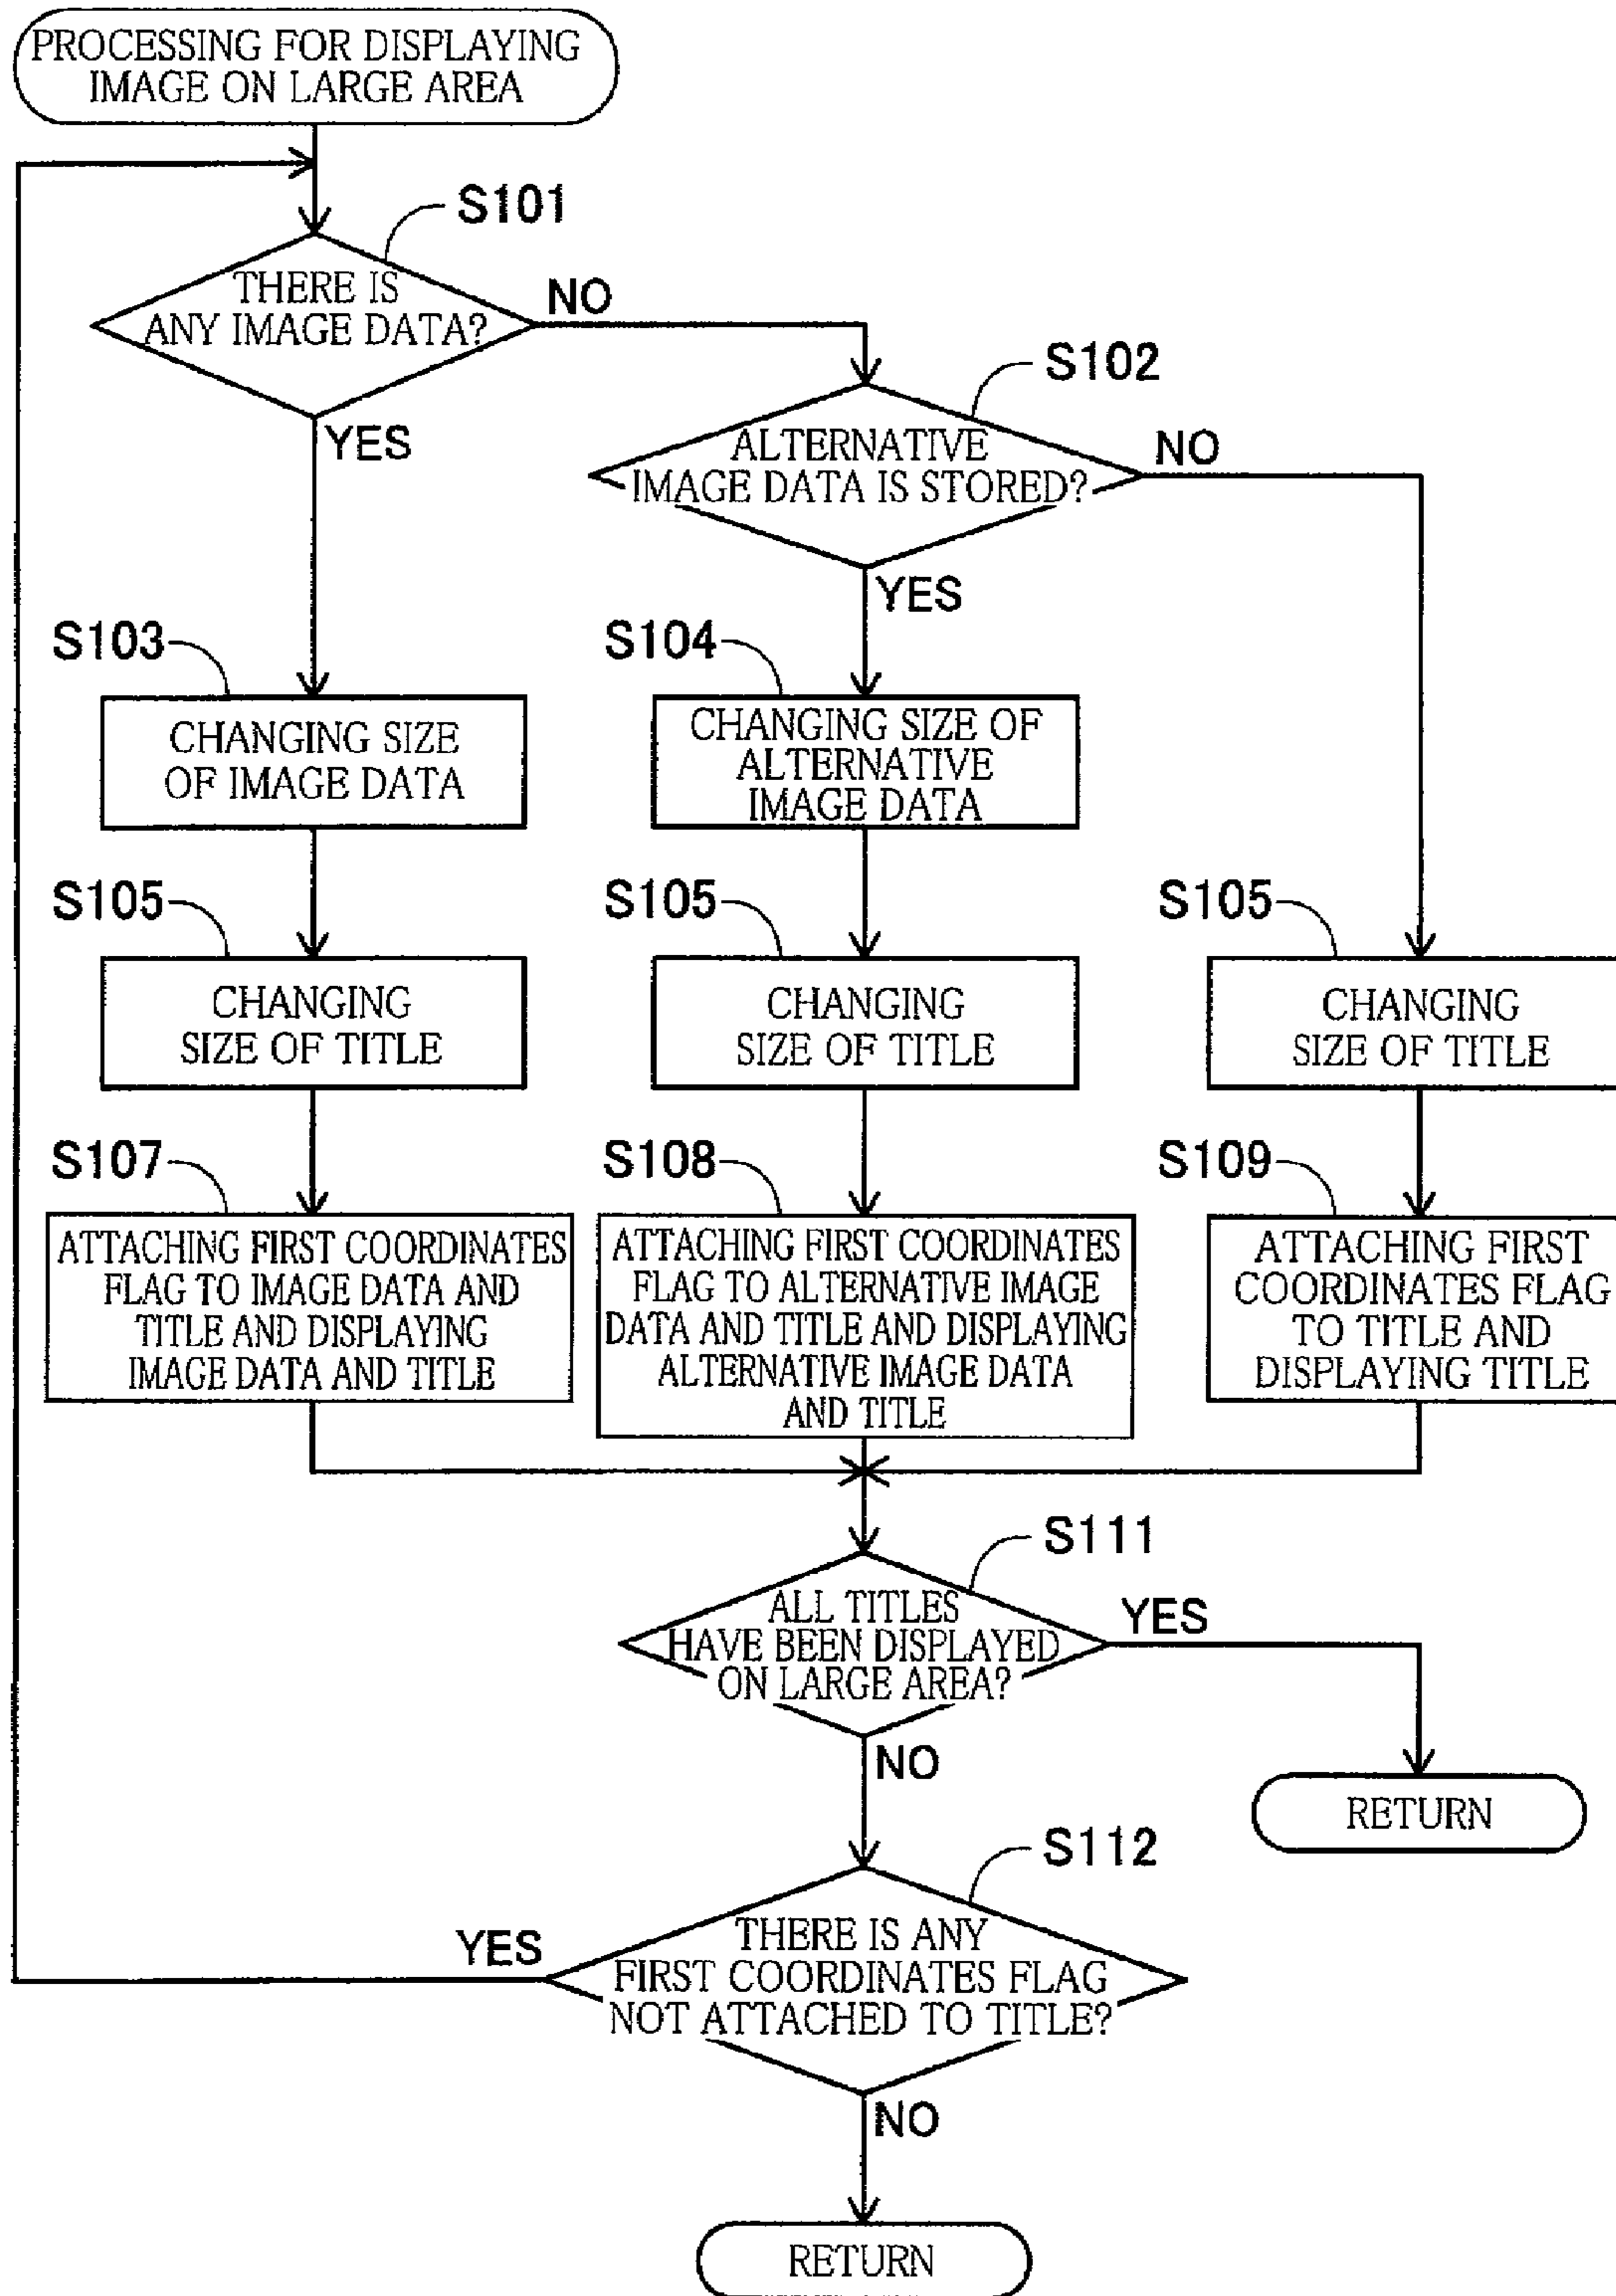 PROCESSING FOR DISPLAYING
IMAGE ON LARGE AREA
S101
THERE IS
ANY IMAGE DATA?
NO
YES
S102
ALTERNATIVE
IMAGE DATA IS STORED?
NO
YES
S103
CHANGING SIZE
OF IMAGE DATA
S104
CHANGING SIZE OF
ALTERNATIVE
IMAGE DATA
S105
CHANGING
SIZE OF TITLE
S105
CHANGING
SIZE OF TITLE
S105
CHANGING
SIZE OF TITLE
S107
ATTACHING FIRST COORDINATES
FLAG TO IMAGE DATA AND
TITLE AND DISPLAYING
IMAGE DATA AND TITLE
S108
ATTACHING FIRST COORDINATES
FLAG TO ALTERNATIVE IMAGE
DATA AND TITLE AND DISPLAYING
ALTERNATIVE IMAGE DATA
AND TITLE
S109
ATTACHING FIRST
COORDINATES FLAG
TO TITLE AND
DISPLAYING TITLE
S111
ALL TITLES
HAVE BEEN DISPLAYED
ON LARGE AREA?
YES
NO
RETURN
S112
THERE IS ANY
FIRST COORDINATES FLAG
NOT ATTACHED TO TITLE?
YES
NO
RETURN